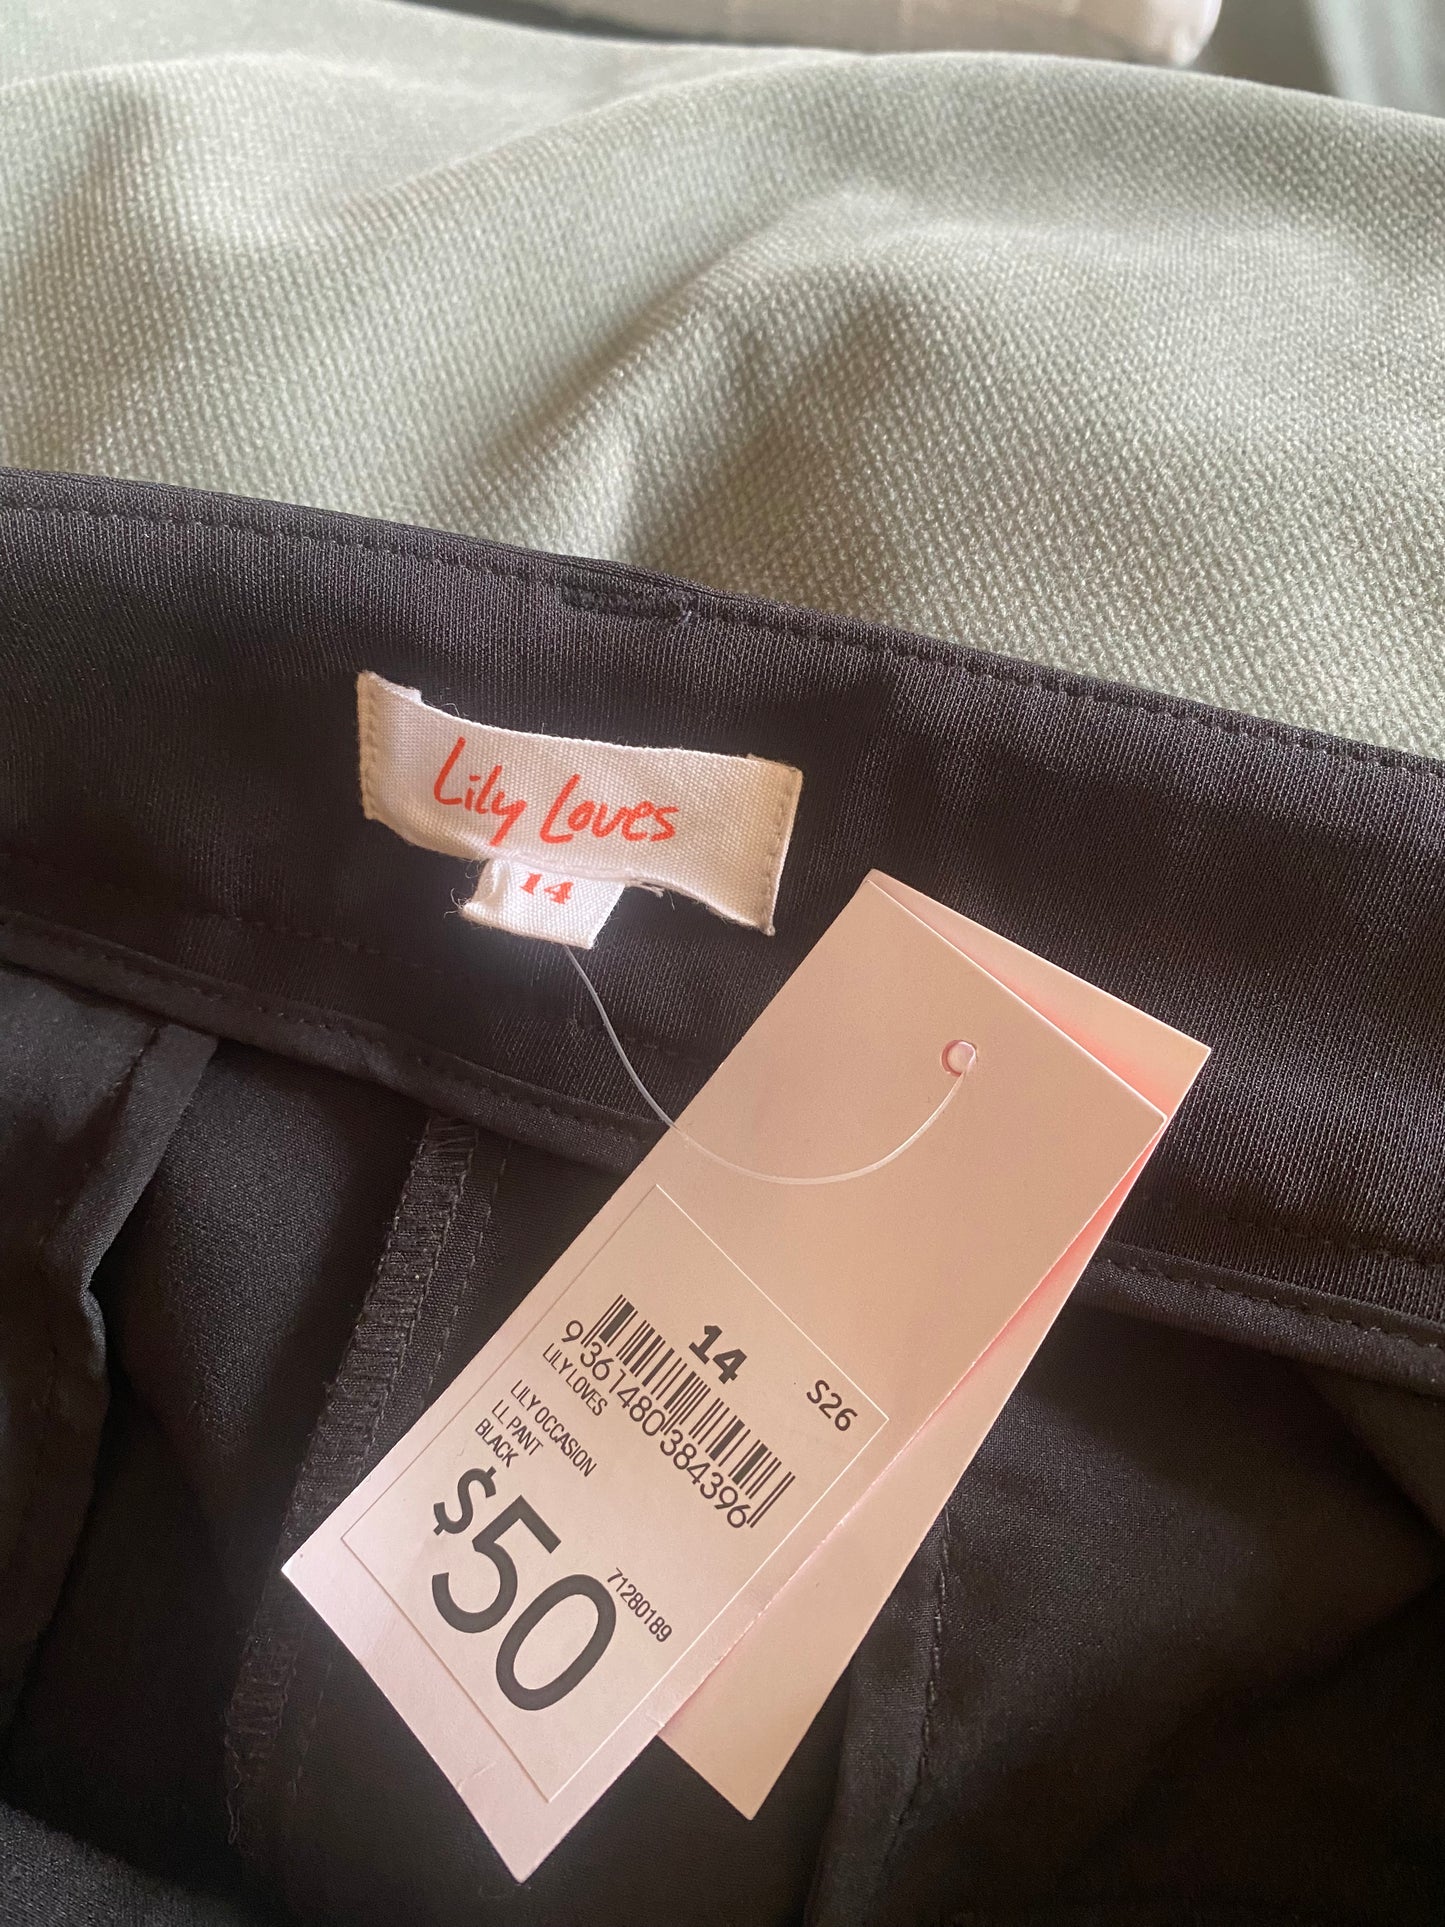 Lily Loves
14
14
S26
9361480384396
LILY LOVES
LILY OCCASION
LL PANT
BLACK
$50
71280189